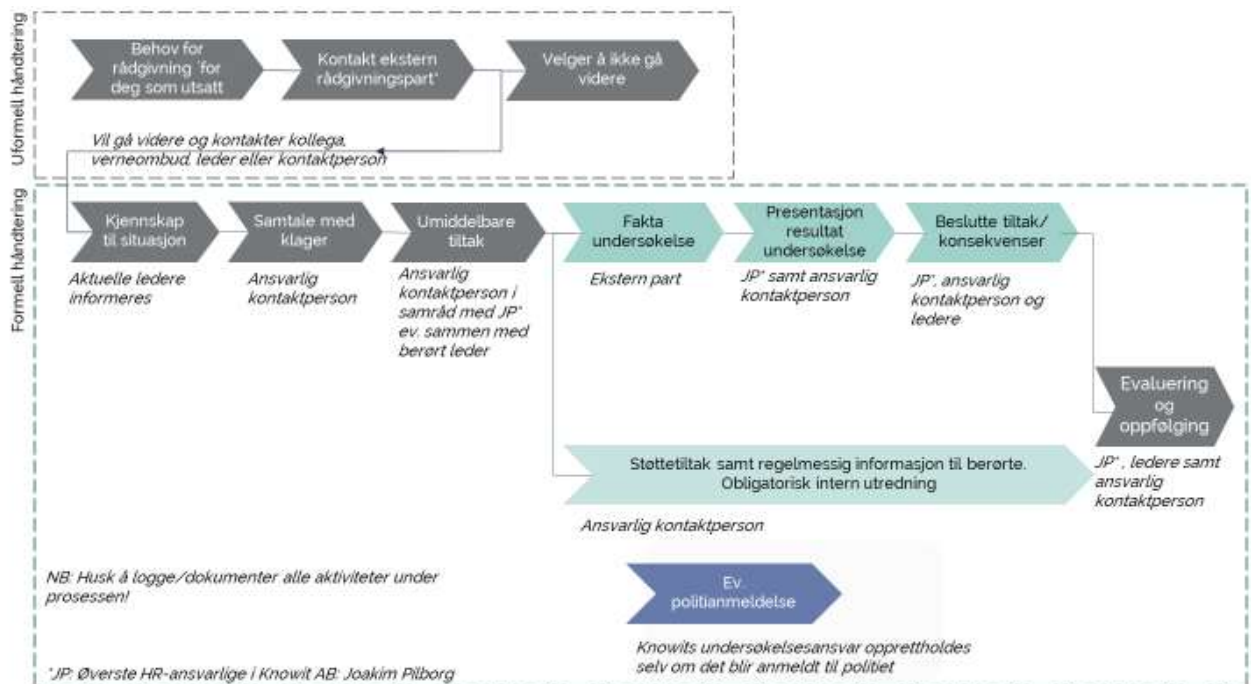 Uformell håndtering
Behov for
rådgivning ‘for
deg som utsatt
Kontakt ekstern
rådgivningspart*
Velger å ikke gå
videre
Vil gå videre og kontakter kollega,
verneombud, leder eller kontaktperson
Formell håndtering
Kjennskap
til situasjon
Aktuelle ledere
informeres
Samtale med
klager
Ansvarlig
kontaktperson
Umiddelbare
tiltak
Ansvarlig
kontaktperson i
samråd med JP*
ev. sammen med
berørt leder
Fakta
undersøkelse
Ekstern part
Presentasjon
resultat
undersøkelse
JP* samt ansvarlig
kontaktperson
Beslutte tiltak/
konsekvenser
JP*, ansvarlig
kontaktperson og
ledere
Evaluering
og
oppfølging
JP* , ledere samt
ansvarlig
kontaktperson
Støttetiltak samt regelmessig informasjon til berørte.
Obligatorisk intern utredning
Ansvarlig kontaktperson
NB: Husk å logge/dokumenter alle aktiviteter under
prosessen!
Ev.
politianmeldelse
Knowits undersøkelsesansvar opprettholdes
selv om det blir anmeldt til politiet
*JP: Øverste HR-ansvarlige i Knowit AB: Joakim Pilborg